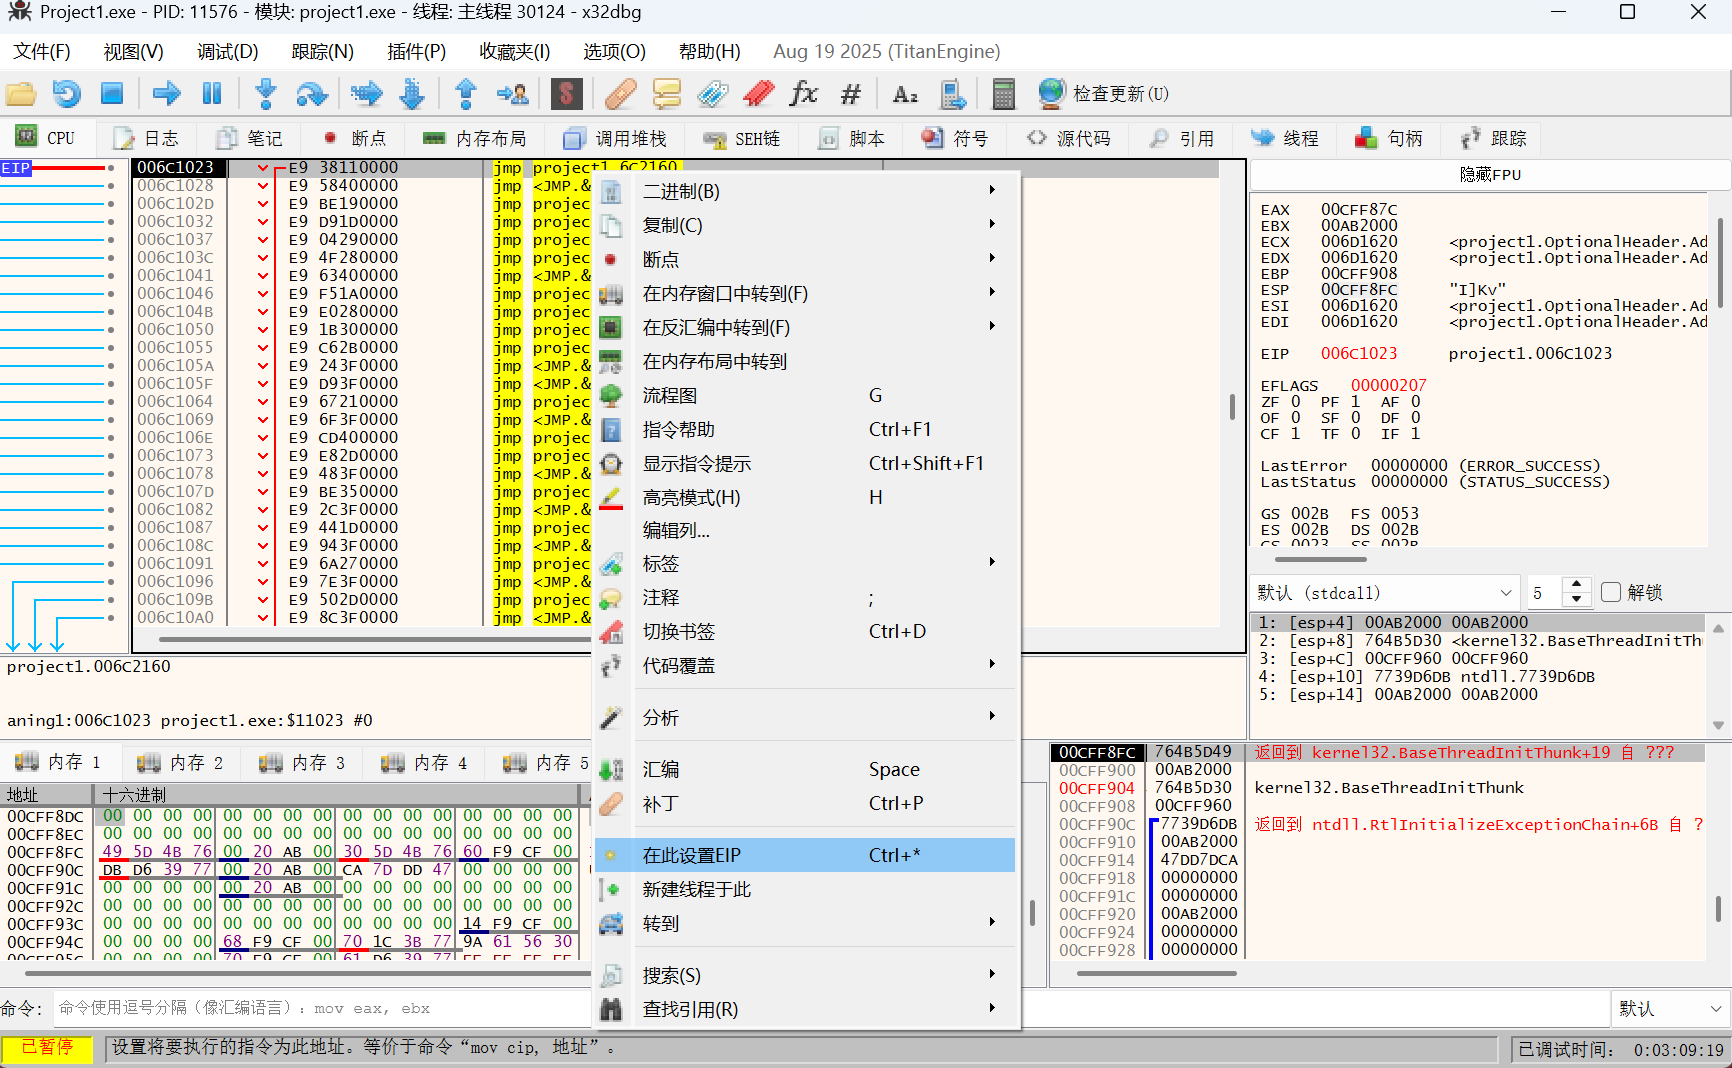 Project1.exe - PID: 11576 - 模块: project1.exe - 线程: 主线程 30124 - x32dbg
文件(F) 视图(V) 调试(D) 跟踪(N) 插件(P) 收藏夹(I) 选项(O) 帮助(H) Aug 19 2025 (TitanEngine)
$ fx # A₂ 检查更新(U)
CPU 日志 笔记 断点 内存布局 调用堆栈 SEH链 脚本 符号 源代码 引用 线程 句柄 跟踪
EIP 006C1023 E9 38110000 jmp project1.6C2160
006C1028 E9 58400000 jmp <JMP.&
006C102D E9 BE190000 jmp projec
006C1032 E9 D91D0000 jmp projec
006C1037 E9 04290000 jmp projec
006C103C E9 4F280000 jmp projec
006C1041 E9 63400000 jmp <JMP.&
006C1046 E9 F51A0000 jmp projec
006C104B E9 E0280000 jmp projec
006C1050 E9 1B300000 jmp projec
006C1055 E9 C62B0000 jmp projec
006C105A E9 243F0000 jmp <JMP.&
006C105F E9 D93F0000 jmp <JMP.&
006C1064 E9 67210000 jmp projec
006C1069 E9 6F3F0000 jmp <JMP.&
006C106E E9 CD400000 jmp <JMP.&
006C1073 E9 E82D0000 jmp projec
006C1078 E9 483F0000 jmp <JMP.&
006C107D E9 BE350000 jmp projec
006C1082 E9 2C3F0000 jmp <JMP.&
006C1087 E9 441D0000 jmp projec
006C108C E9 943F0000 jmp <JMP.&
006C1091 E9 6A270000 jmp projec
006C1096 E9 7E3F0000 jmp <JMP.&
006C109B E9 502D0000 jmp projec
006C10A0 E9 8C3F0000 jmp <JMP.&
project1.006C2160
aning1:006C1023 project1.exe:$11023 #0
二进制(B)
复制(C)
断点
在内存窗口中转到(F)
在反汇编中转到(F)
在内存布局中转到
流程图 G
指令帮助 Ctrl+F1
显示指令提示 Ctrl+Shift+F1
高亮模式(H) H
编辑列...
标签
注释 ;
切换书签 Ctrl+D
代码覆盖
分析
汇编 Space
补丁 Ctrl+P
在此设置EIP Ctrl+*
新建线程于此
转到
搜索(S)
查找引用(R)
隐藏FPU
EAX 00CFF87C
EBX 00AB2000
ECX 006D1620 <project1.OptionalHeader.Ad
EDX 006D1620 <project1.OptionalHeader.Ad
EBP 00CFF908
ESP 00CFF8FC "I]Kv"
ESI 006D1620 <project1.OptionalHeader.Ad
EDI 006D1620 <project1.OptionalHeader.Ad
EIP 006C1023 project1.006C1023
EFLAGS 00000207
ZF 0 PF 1 AF 0
OF 0 SF 0 DF 0
CF 1 TF 0 IF 1
LastError 00000000 (ERROR_SUCCESS)
LastStatus 00000000 (STATUS_SUCCESS)
GS 002B FS 0053
ES 002B DS 002B
CS 0023 SS 002B
默认 (stdcall) 5 解锁
1: [esp+4] 00AB2000 00AB2000
2: [esp+8] 764B5D30 <kernel32.BaseThreadInitTh
3: [esp+C] 00CFF960 00CFF960
4: [esp+10] 7739D6DB ntdll.7739D6DB
5: [esp+14] 00AB2000 00AB2000
内存 1 内存 2 内存 3 内存 4 内存 5
地址 十六进制
00CFF8DC 00 00 00 00 00 00 00 00 00 00 00 00 00 00 00 00
00CFF8EC 00 00 00 00 00 00 00 00 00 00 00 00 00 00 00 00
00CFF8FC 49 5D 4B 76 00 20 AB 00 30 5D 4B 76 60 F9 CF 00
00CFF90C DB D6 39 77 00 20 AB 00 CA 7D DD 47 00 00 00 00
00CFF91C 00 00 00 00 00 20 AB 00 00 00 00 00 00 00 00 00
00CFF92C 00 00 00 00 00 00 00 00 00 00 00 00 00 00 00 00
00CFF93C 00 00 00 00 00 00 00 00 00 00 00 00 14 F9 CF 00
00CFF94C 00 00 00 00 68 F9 CF 00 70 1C 3B 77 9A 61 56 30
00CFF95C 00 00 00 00 70 F9 CF 00 61 D6 39 77 FF FF FF FF
00CFF8FC 764B5D49 返回到 kernel32.BaseThreadInitThunk+19 自 ???
00CFF900 00AB2000
00CFF904 764B5D30 kernel32.BaseThreadInitThunk
00CFF908 00CFF960
00CFF90C 7739D6DB 返回到 ntdll.RtlInitializeExceptionChain+6B 自 ?
00CFF910 00AB2000
00CFF914 47DD7DCA
00CFF918 00000000
00CFF91C 00000000
00CFF920 00AB2000
00CFF924 00000000
00CFF928 00000000
命令: 命令使用逗号分隔（像汇编语言）: mov eax, ebx 默认
已暂停 设置将要执行的指令为此地址。等价于命令“mov cip, 地址”。 已调试时间: 0:03:09:19